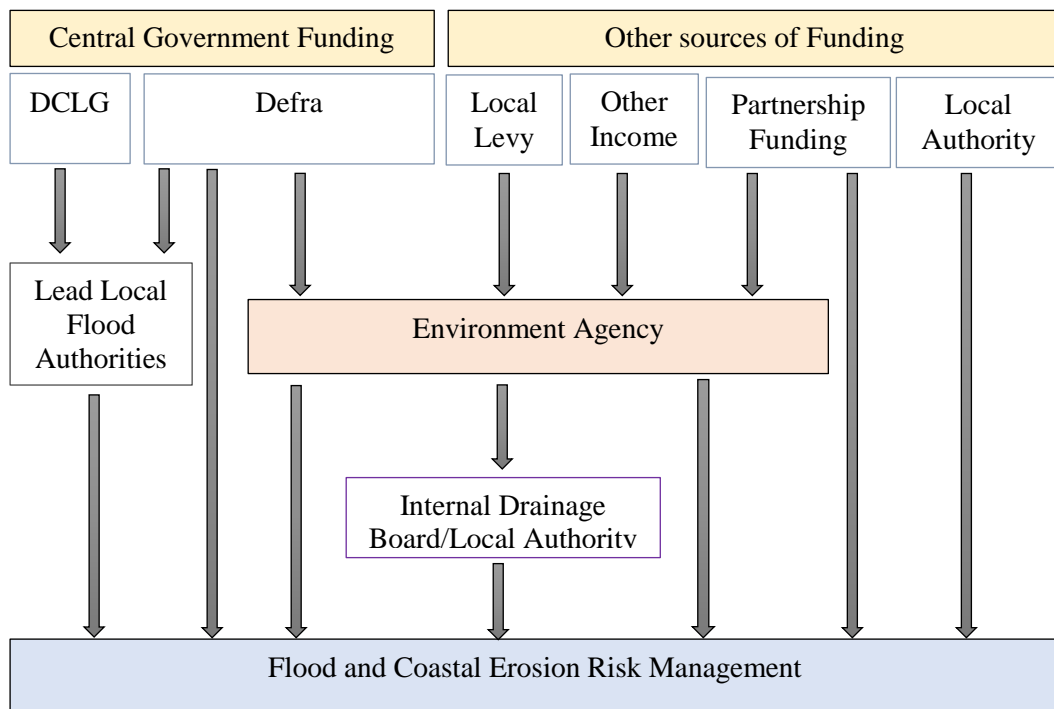 Central Government Funding
Other sources of Funding
DCLG
Defra
Local
Levy
Other
Income
Partnership
Funding
Local
Authority
Lead Local
Flood
Authorities
Environment Agency
Internal Drainage
Board/Local Authority
Flood and Coastal Erosion Risk Management